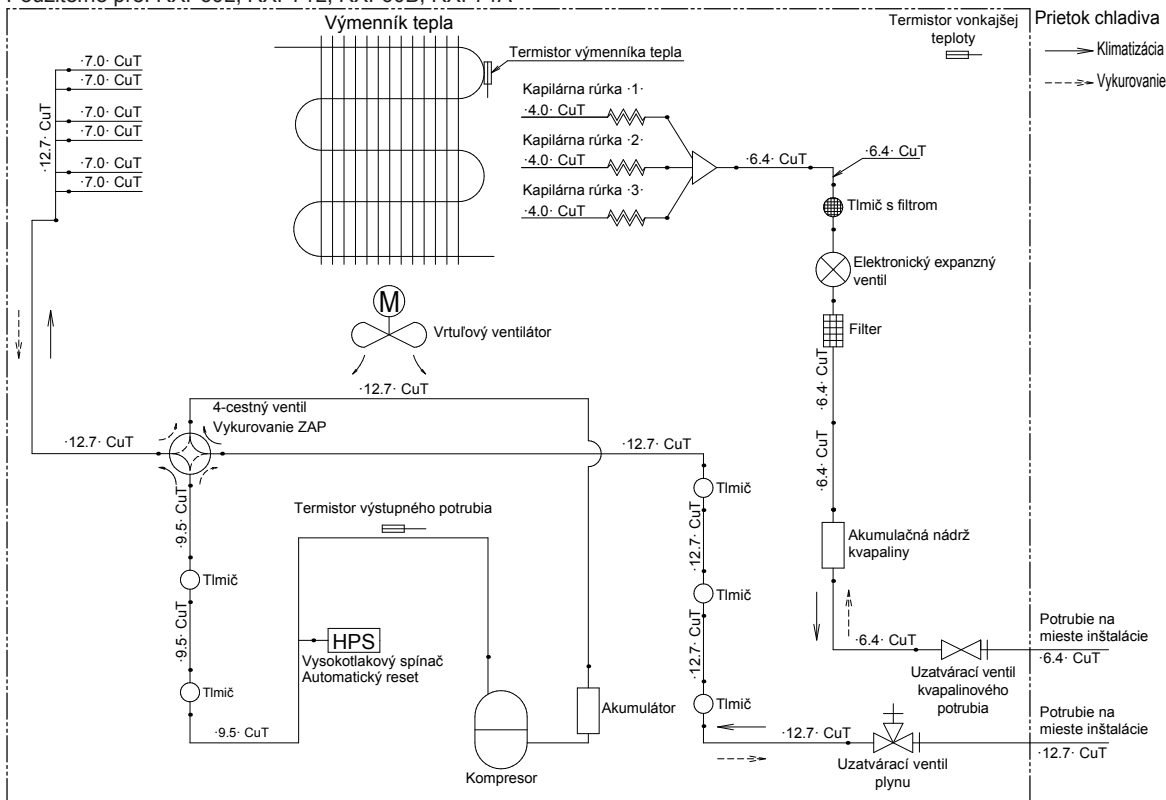 Výmenník tepla
Termistor vonkajšej
teploty
Prietok chladiva
Klimatizácia
Vykurovanie
Termistor výmenníka tepla
·7.0· CuT
·7.0· CuT
·7.0· CuT
·7.0· CuT
·7.0· CuT
·7.0· CuT
·12.7· CuT
Kapilárna rúrka ·1·
·4.0· CuT
Kapilárna rúrka ·2·
·4.0· CuT
Kapilárna rúrka ·3·
·4.0· CuT
·6.4· CuT
·6.4· CuT
Tlmič s filtrom
Elektronický expanzný
ventil
Filter
·6.4· CuT
·6.4· CuT
M
Vrtuľový ventilátor
·12.7· CuT
4-cestný ventil
Vykurovanie ZAP
·12.7· CuT
·12.7· CuT
Tlmič
·12.7· CuT
Tlmič
·12.7· CuT
Tlmič
Akumulačná nádrž
kvapaliny
Termistor výstupného potrubia
·9.5· CuT
Tlmič
·9.5· CuT
Tlmič
·9.5· CuT
HPS
Vysokotlakový spínač
Automatický reset
Kompresor
Akumulátor
·6.4· CuT
Uzatvárací ventil
kvapalinového
potrubia
Potrubie na
mieste inštalácie
·6.4· CuT
·12.7· CuT
Uzatvárací ventil
plynu
Potrubie na
mieste inštalácie
·12.7· CuT